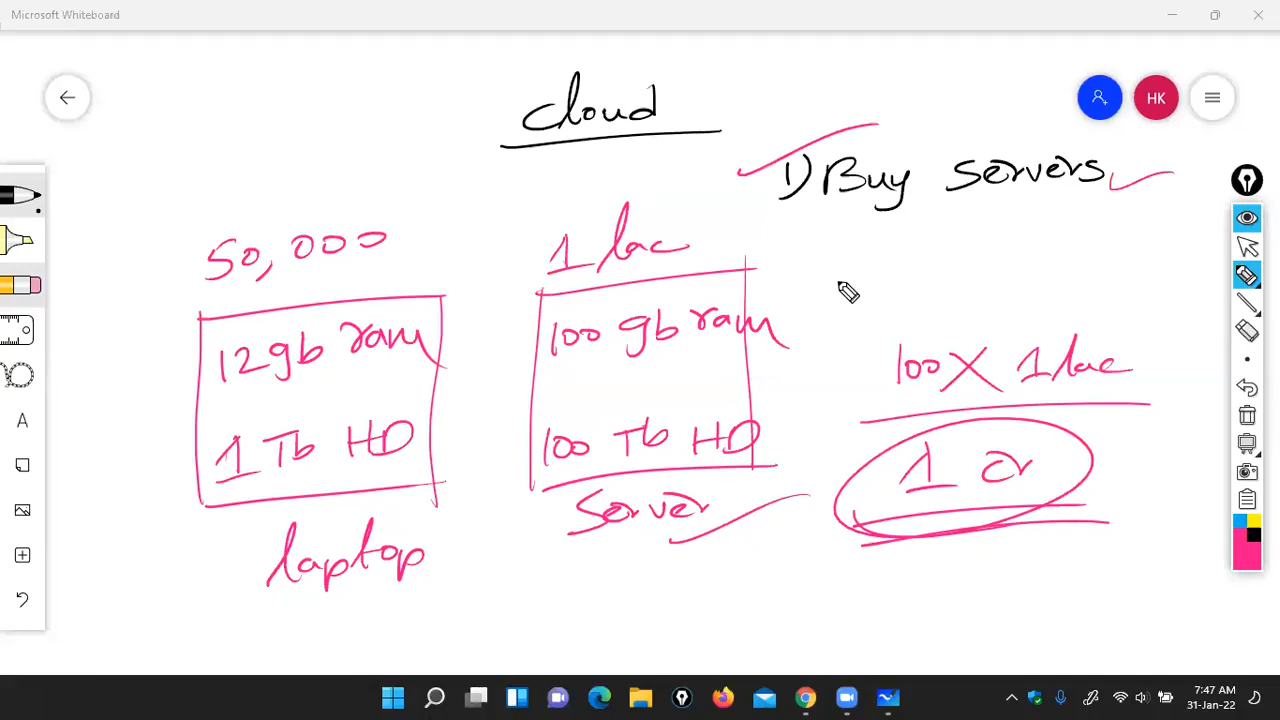 Microsoft Whiteboard
cloud
HK
1) Buy servers
50,000
1 lac
12gb ram
100 gb ram
100 X 1 lac
1 Tb HD
100 Tb HD
1 cr
Server
laptop
A
7:47 AM
31-Jan-22